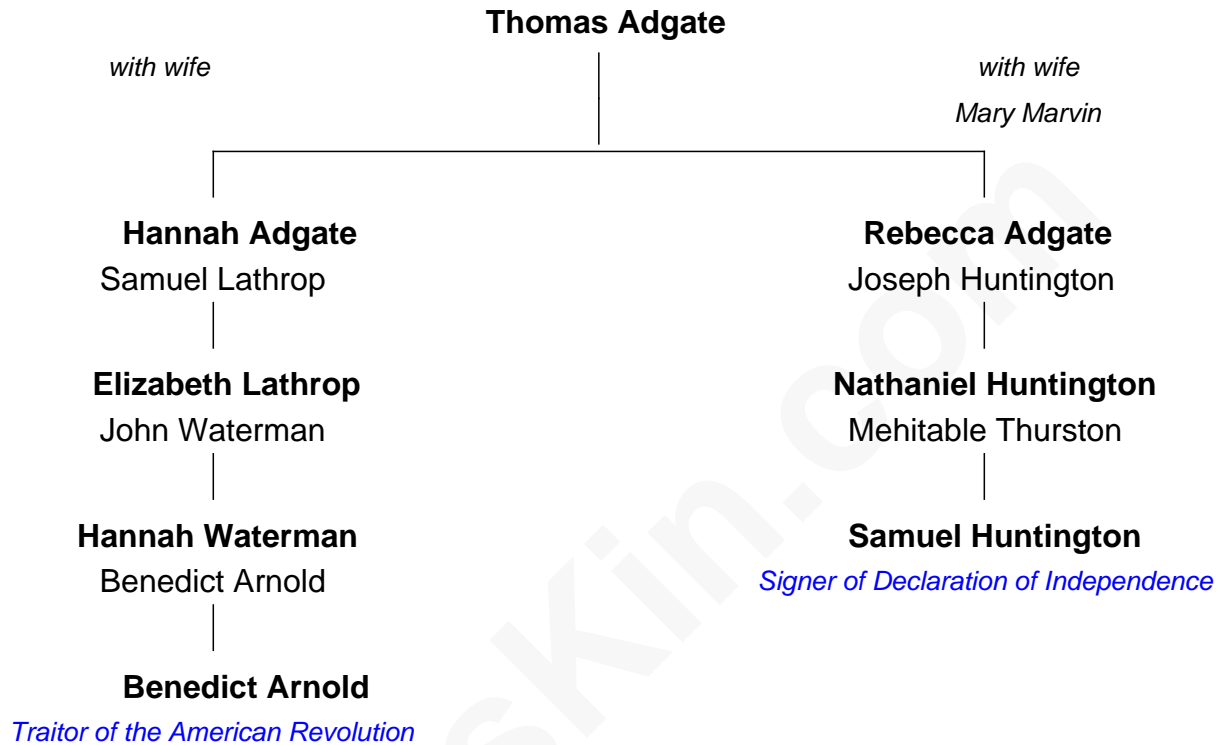 Thomas Adgate
with wife
with wife
Mary Marvin
Hannah Adgate
Samuel Lathrop
Rebecca Adgate
Joseph Huntington
Elizabeth Lathrop
John Waterman
Nathaniel Huntington
Mehitable Thurston
Hannah Waterman
Benedict Arnold
Samuel Huntington
Signer of Declaration of Independence
Benedict Arnold
Traitor of the American Revolution
sKin.com